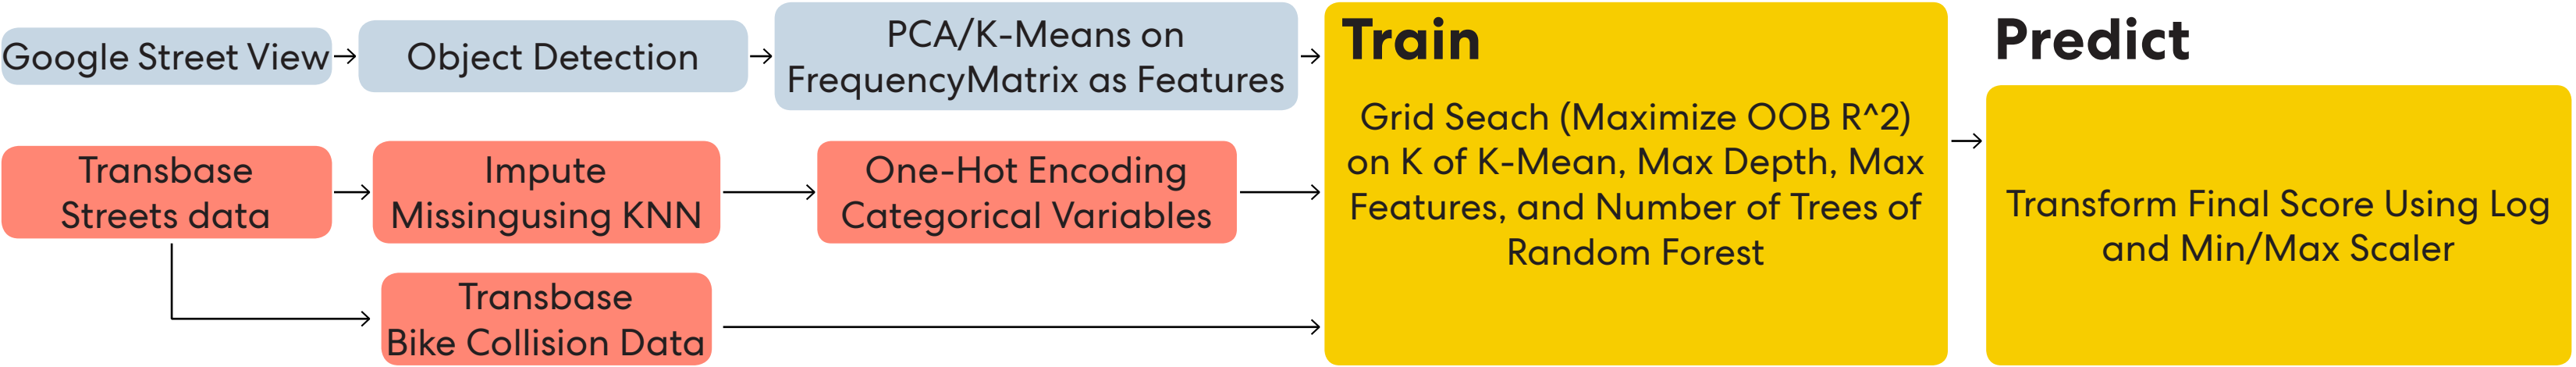 Google Street View
Object Detection
PCA/K-Means on
FrequencyMatrix as Features
Transbase
Streets data
Impute
Missingusing KNN
One-Hot Encoding
Categorical Variables
Transbase
Bike Collision Data
Train
Grid Seach (Maximize OOB R^2)
on K of K-Mean, Max Depth, Max
Features, and Number of Trees of
Random Forest
Predict
Transform Final Score Using Log
and Min/Max Scaler